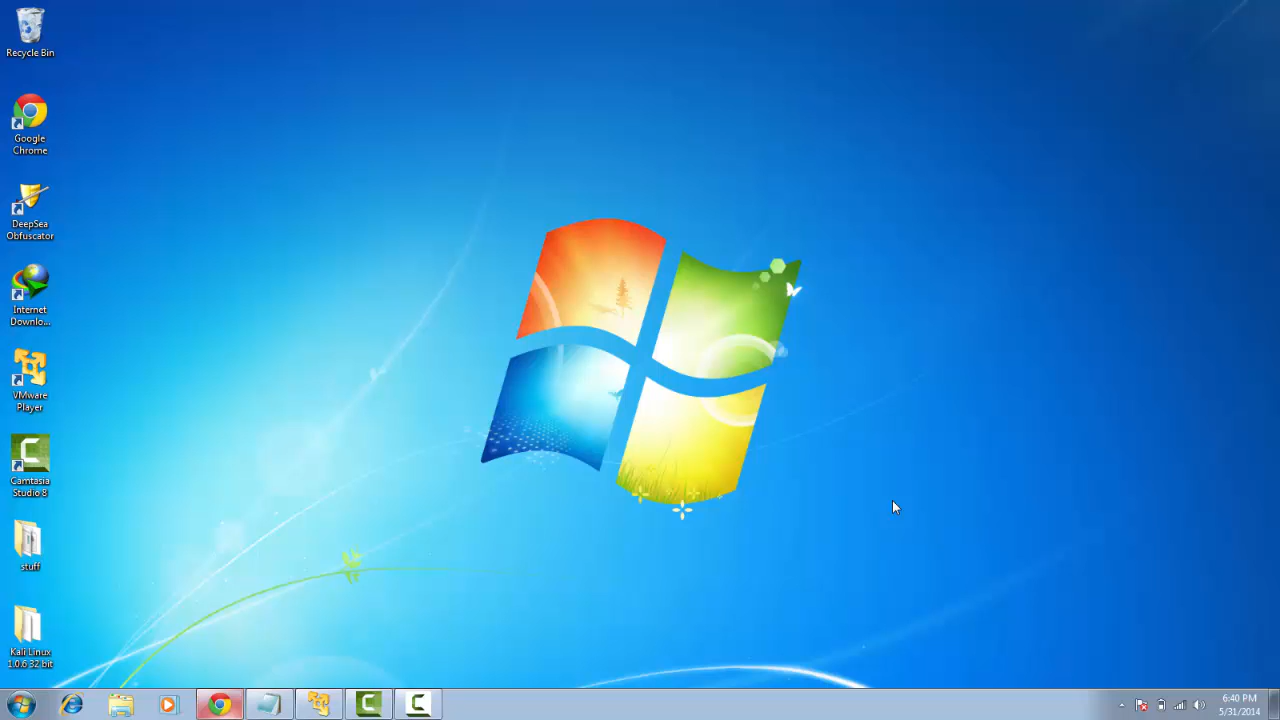 Recycle Bin
Google
Chrome
DeepSea
Obfuscator
Internet
Downlo...
VMware
Player
Camtasia
Studio 8
stuff
Kali Linux
1.0.6 32 bit
6:40 PM
5/31/2014